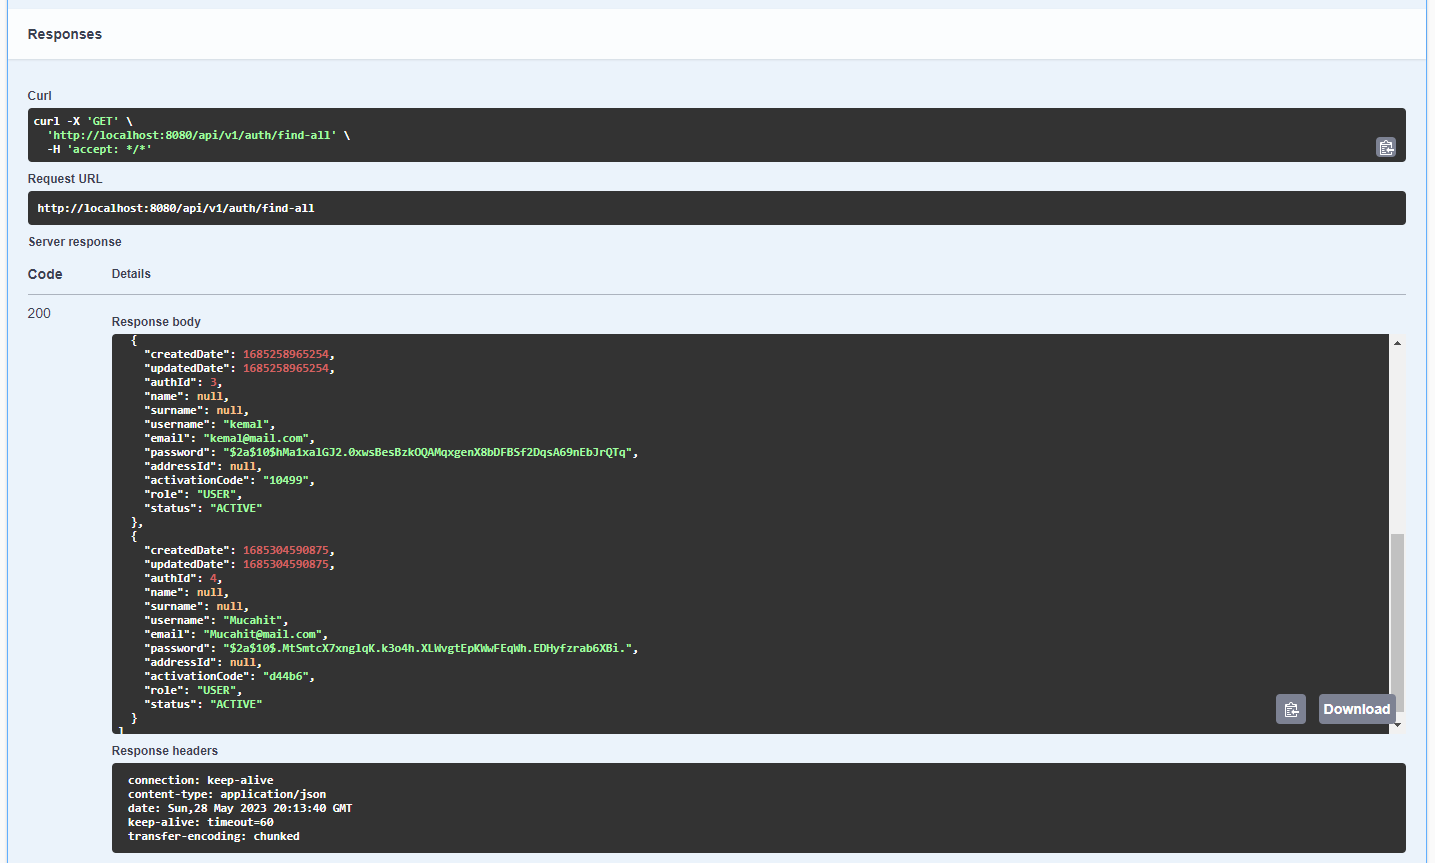 Responses
Curl
curl -X 'GET' \
'http://localhost:8080/api/v1/auth/find-all' \
-H 'accept: */*'
Request URL
http://localhost:8080/api/v1/auth/find-all
Server response
Code Details
200
Response body
{
"createdDate": 1685258965254,
"updatedDate": 1685258965254,
"authId": 3,
"name": null,
"surname": null,
"username": "kemal",
"email": "kemal@mail.com",
"password": "$2a$10$hMa1xalGJ2.0xwsBesBzkOQAMqxgenX8bDFBSf2DqsA69nEbJrQTq",
"addressId": null,
"activationCode": "10499",
"role": "USER",
"status": "ACTIVE"
},
{
"createdDate": 1685304590875,
"updatedDate": 1685304590875,
"authId": 4,
"name": null,
"surname": null,
"username": "Mucahit",
"email": "Mucahit@mail.com",
"password": "$2a$10$.MtSmtcX7xnglqK.k3o4h.XLWvgtEpKWwFEqWh.EDHyfzrab6XBi.",
"addressId": null,
"activationCode": "d44b6",
"role": "USER",
"status": "ACTIVE"
}
]
Download
Response headers
connection: keep-alive
content-type: application/json
date: Sun,28 May 2023 20:13:40 GMT
keep-alive: timeout=60
transfer-encoding: chunked